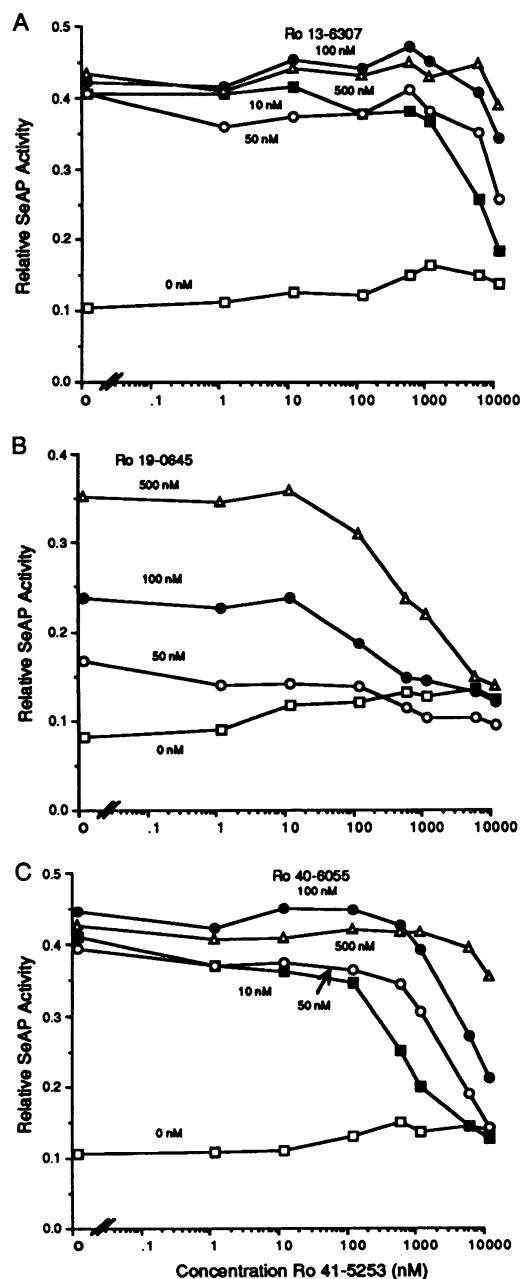 A
Ro 13-6307
100 nM
500 nM
10 nM
50 nM
0 nM
Relative SeAP Activity
0.5
0.4
0.3
0.2
0.1
0.0
0 .1 1 10 100 1000 10000
B
Ro 19-0645
500 nM
100 nM
50 nM
0 nM
Relative SeAP Activity
0.4
0.3
0.2
0.1
0.0
0 .1 1 10 100 1000 10000
C
Ro 40-6055
100 nM
500 nM
10 nM
50 nM
0 nM
Relative SeAP Activity
0.5
0.4
0.3
0.2
0.1
0.0
0 .1 1 10 100 1000 10000
Concentration Ro 41-5253 (nM)